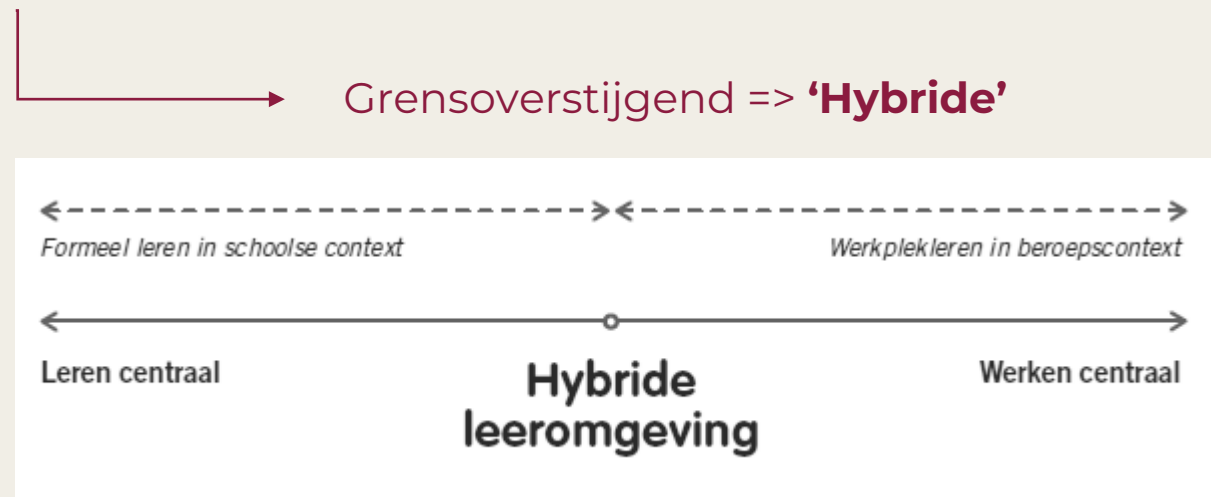 Grensoverstijgend => ‘Hybride’
Formeel leren in schoolse context
Werkplekleren in beroepscontext
Leren centraal
Hybride
leeromgeving
Werken centraal